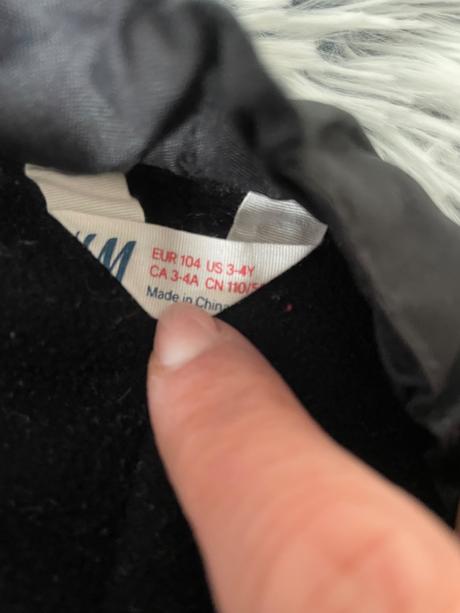 M
EUR 104 US 3-4Y
CA 3-4A CN 110/5
Made in China